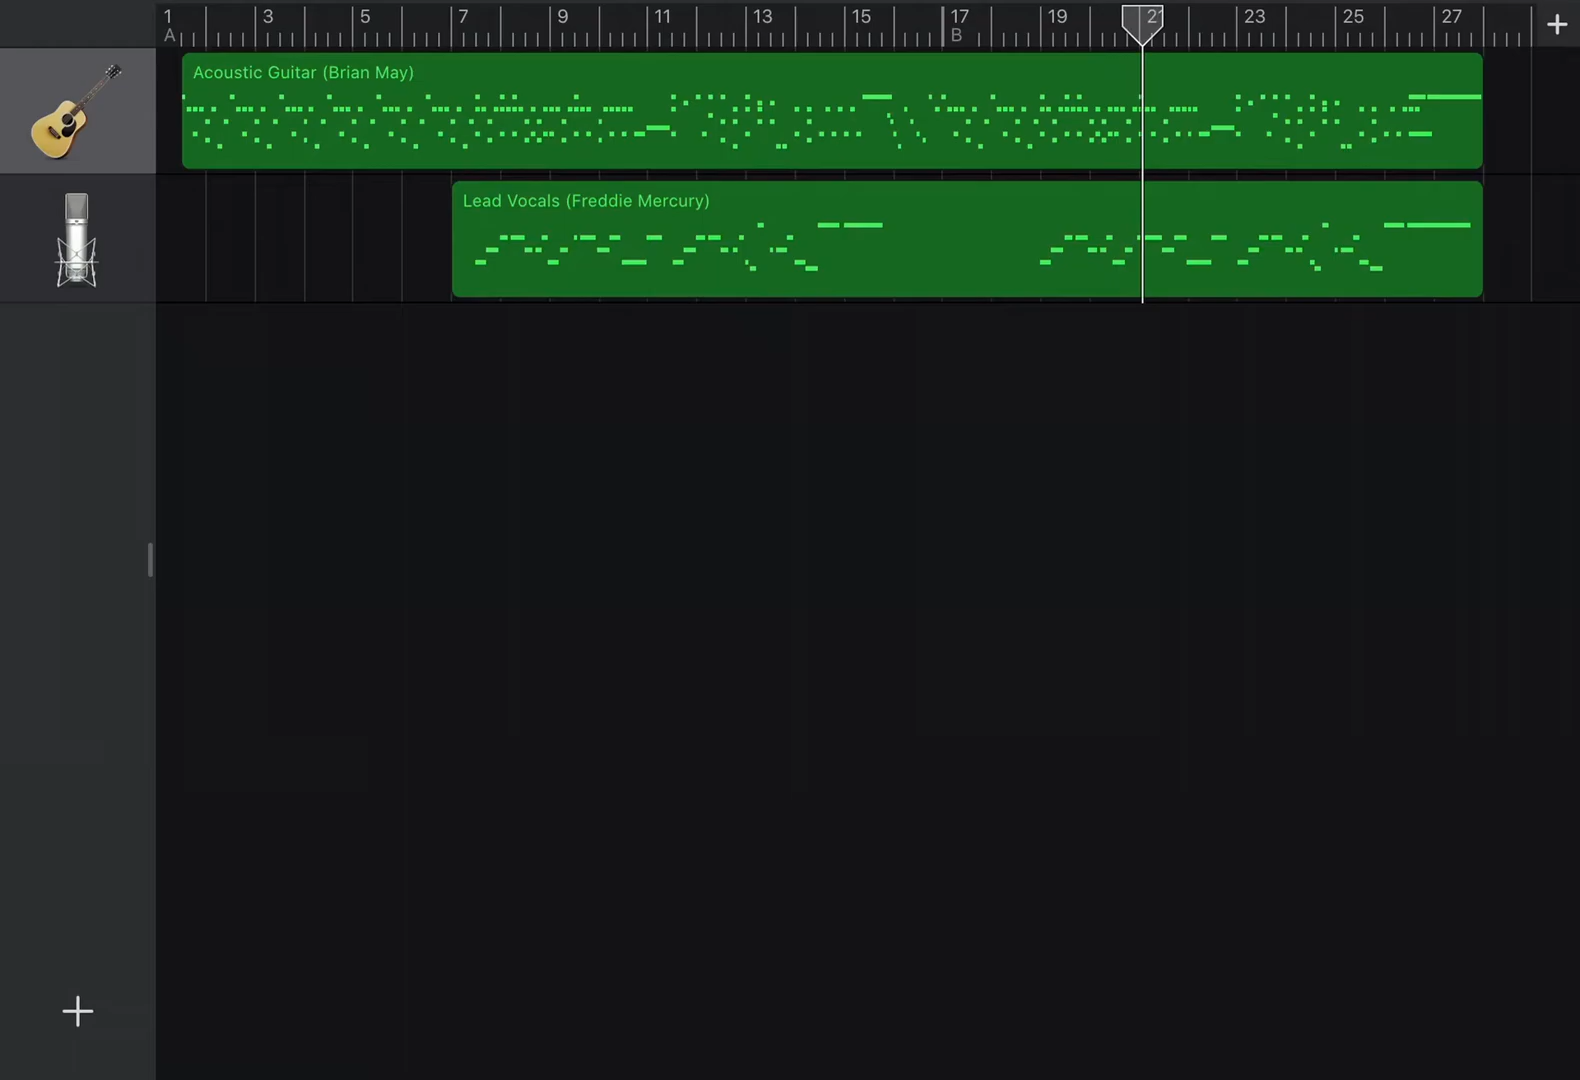 1 3 5 7 9 11 13 15 17 19 21 23 25 27
A B
Acoustic Guitar (Brian May)
Lead Vocals (Freddie Mercury)